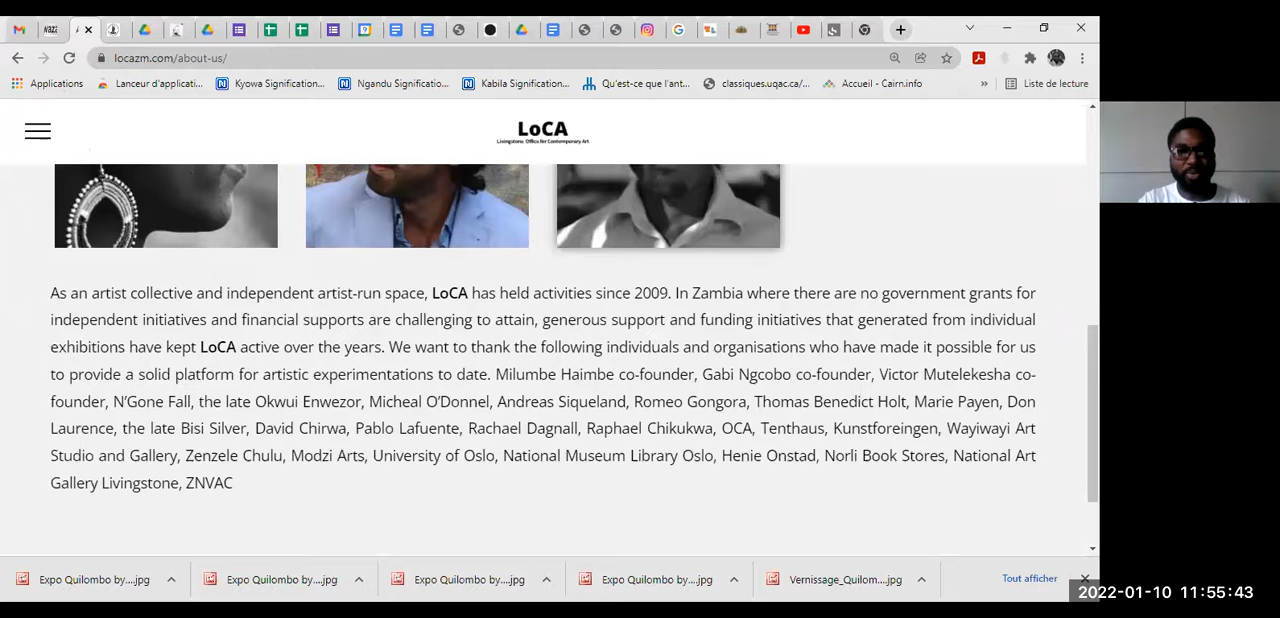 locazm.com/about-us/
Applications
Lanceur d'applicati...
Kyowa Signification...
Ngandu Significatio...
Kabila Signification...
Qu'est-ce que l'ant...
classiques.uqac.ca/...
Accueil - Cairn.info
»
Liste de lecture
LoCA
Livingstone Office for Contemporary Art
As an artist collective and independent artist-run space, LoCA has held activities since 2009. In Zambia where there are no government grants for
independent initiatives and financial supports are challenging to attain, generous support and funding initiatives that generated from individual
exhibitions have kept LoCA active over the years. We want to thank the following individuals and organisations who have made it possible for us
to provide a solid platform for artistic experimentations to date. Milumbe Haimbe co-founder, Gabi Ngcobo co-founder, Victor Mutelekesha co-
founder, N'Gone Fall, the late Okwui Enwezor, Micheal O'Donnel, Andreas Siqueland, Romeo Gongora, Thomas Benedict Holt, Marie Payen, Don
Laurence, the late Bisi Silver, David Chirwa, Pablo Lafuente, Rachael Dagnall, Raphael Chikukwa, OCA, Tenthaus, Kunstforeingen, Wayiwayi Art
Studio and Gallery, Zenzele Chulu, Modzi Arts, University of Oslo, National Museum Library Oslo, Henie Onstad, Norli Book Stores, National Art
Gallery Livingstone, ZNVAC
Expo Quilombo by....jpg
Expo Quilombo by....jpg
Expo Quilombo by....jpg
Expo Quilombo by....jpg
Vernissage_Quilom....jpg
Tout afficher
2022-01-10 11:55:43